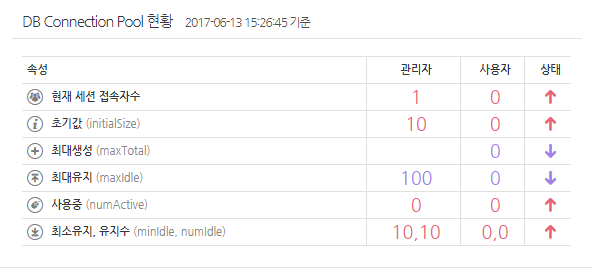 DB Connection Pool 현황 2017-06-13 15:26:45 기준
속성 관리자 사용자 상태
현재 세션 접속자수 1 0
초기값 (initialSize) 10 0
최대생성 (maxTotal) 0
최대유지 (maxIdle) 100 0
사용중 (numActive) 0 0
최소유지, 유지수 (minIdle, numIdle) 10,10 0,0